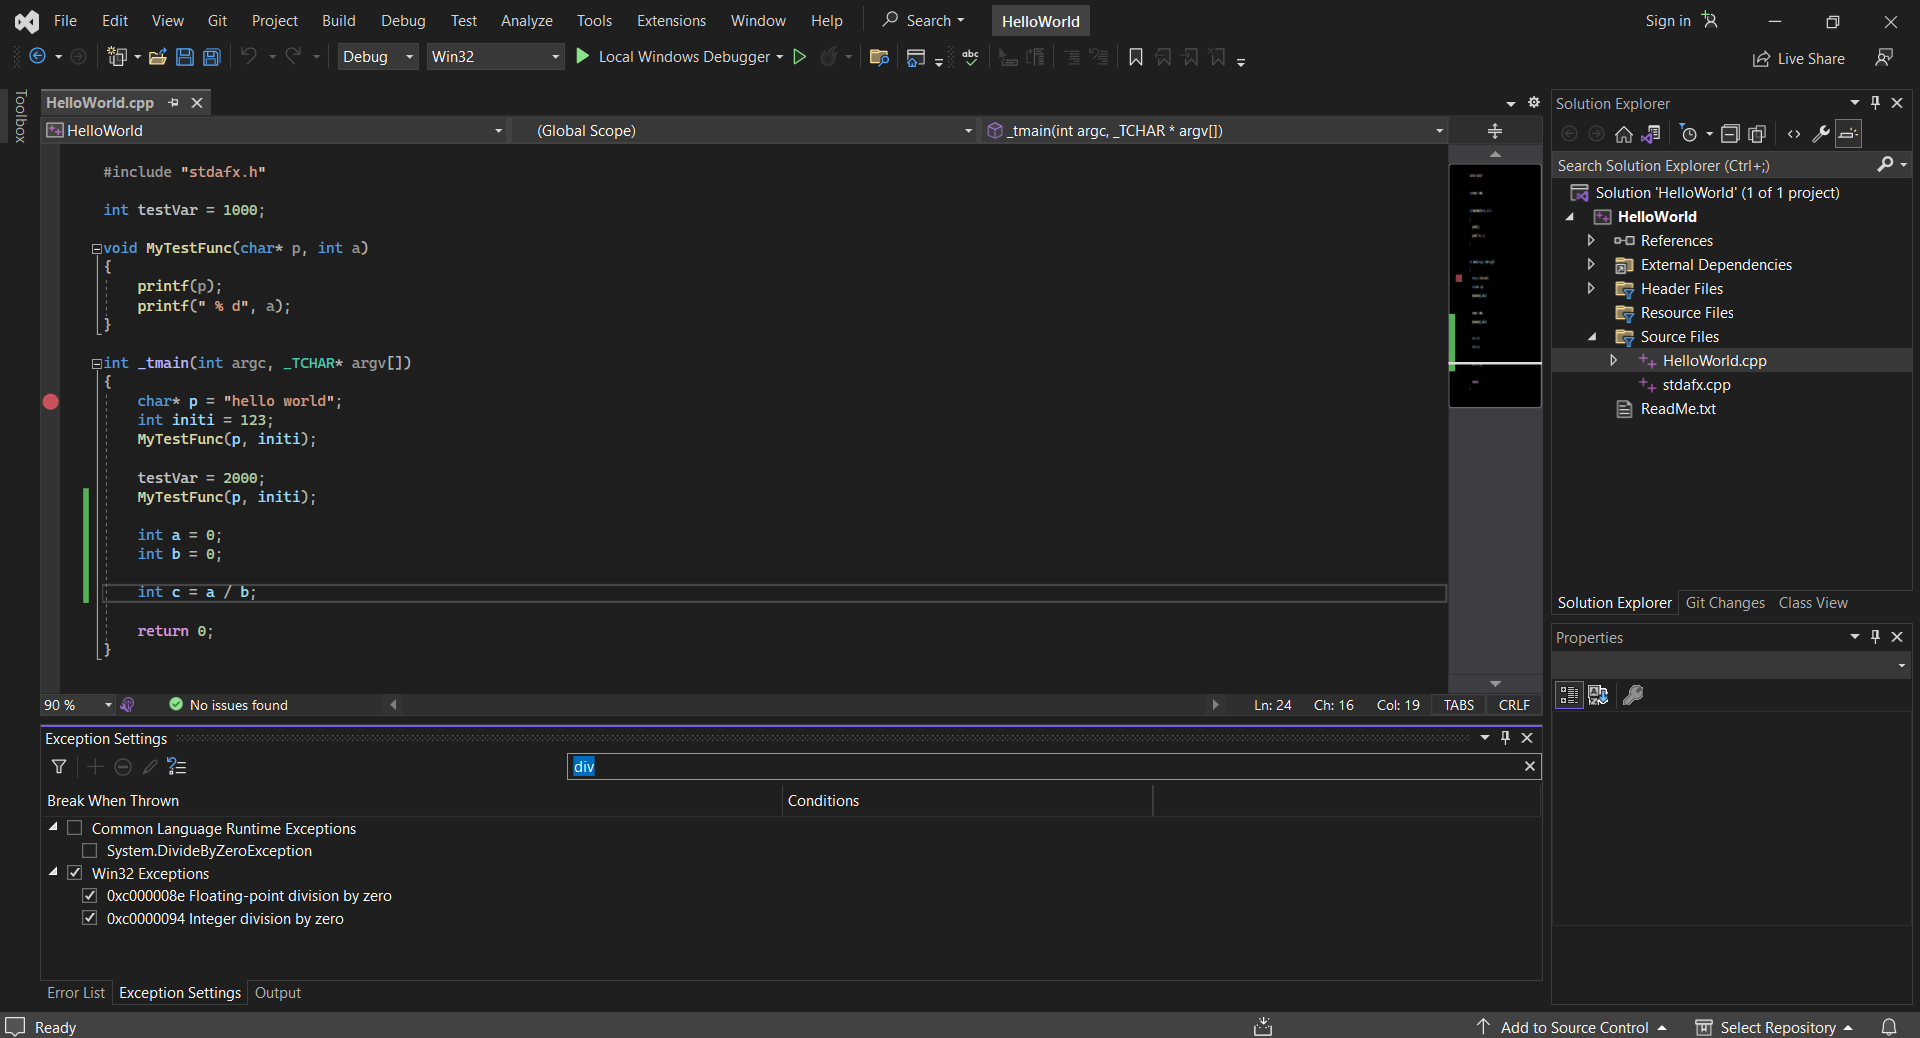 File Edit View Git Project Build Debug Test Analyze Tools Extensions Window Help Search HelloWorld Sign in
Debug Win32 Local Windows Debugger abc Live Share
Toolbox
HelloWorld.cpp
HelloWorld (Global Scope) _tmain(int argc, _TCHAR * argv[])
#include "stdafx.h"
int testVar = 1000;
void MyTestFunc(char* p, int a)
{
printf(p);
printf(" % d", a);
}
int _tmain(int argc, _TCHAR* argv[])
{
char* p = "hello world";
int initi = 123;
MyTestFunc(p, initi);
testVar = 2000;
MyTestFunc(p, initi);
int a = 0;
int b = 0;
int c = a / b;
return 0;
}
90 % No issues found Ln: 24 Ch: 16 Col: 19 TABS CRLF
Exception Settings
div
Break When Thrown Conditions
Common Language Runtime Exceptions
System.DivideByZeroException
Win32 Exceptions
0xc000008e Floating-point division by zero
0xc0000094 Integer division by zero
Error List Exception Settings Output
Solution Explorer
Search Solution Explorer (Ctrl+;)
Solution 'HelloWorld' (1 of 1 project)
HelloWorld
References
External Dependencies
Header Files
Resource Files
Source Files
HelloWorld.cpp
stdafx.cpp
ReadMe.txt
Solution Explorer Git Changes Class View
Properties
Ready Add to Source Control Select Repository